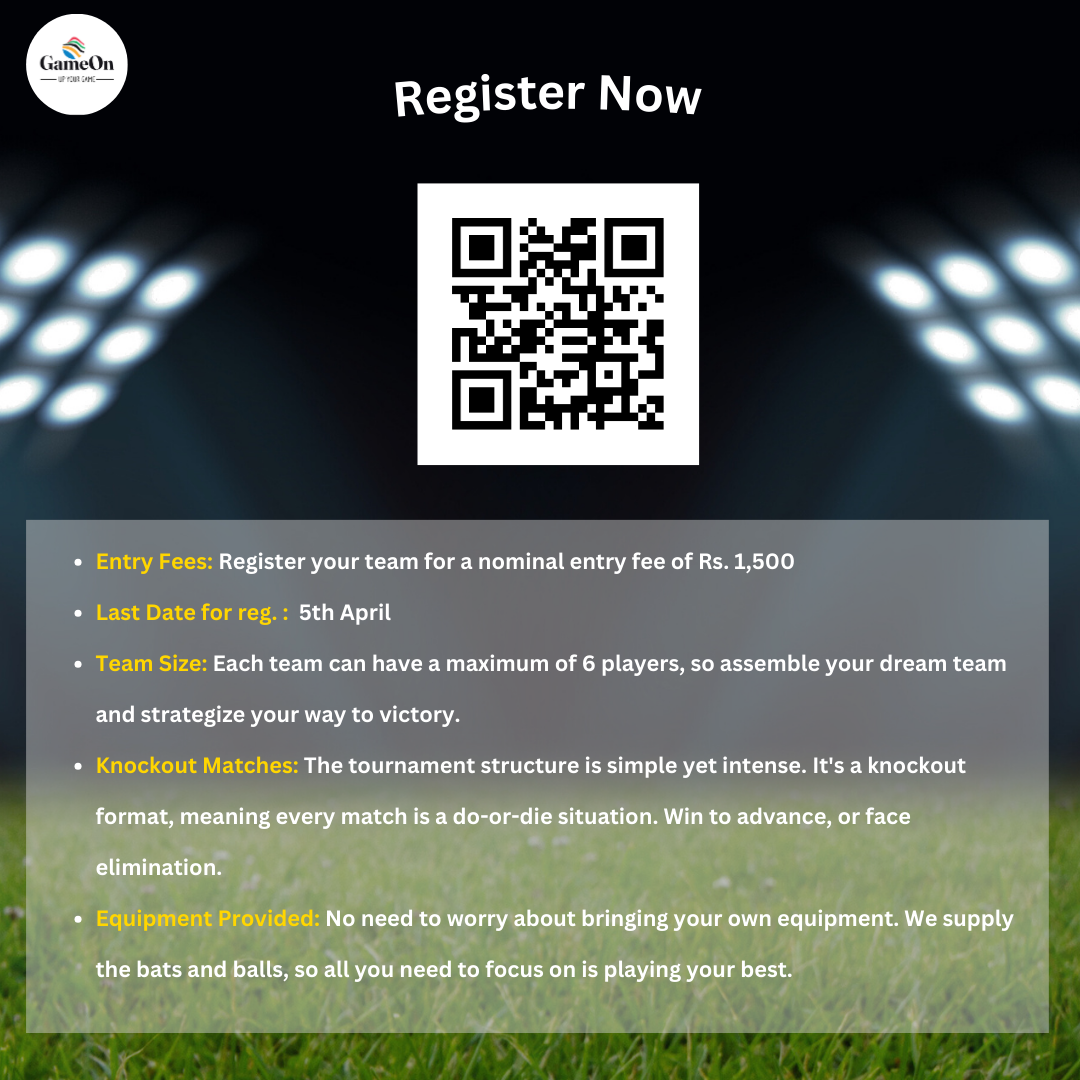 GameOn
UP YOUR GAME
Register Now
• Entry Fees: Register your team for a nominal entry fee of Rs. 1,500
• Last Date for reg. : 5th April
• Team Size: Each team can have a maximum of 6 players, so assemble your dream team
and strategize your way to victory.
• Knockout Matches: The tournament structure is simple yet intense. It's a knockout
format, meaning every match is a do-or-die situation. Win to advance, or face
elimination.
• Equipment Provided: No need to worry about bringing your own equipment. We supply
the bats and balls, so all you need to focus on is playing your best.